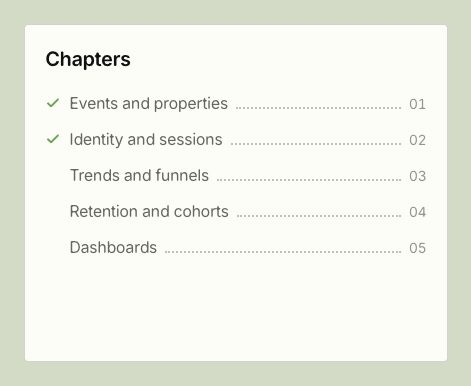 Chapters
Events and properties 01
Identity and sessions 02
Trends and funnels 03
Retention and cohorts 04
Dashboards 05